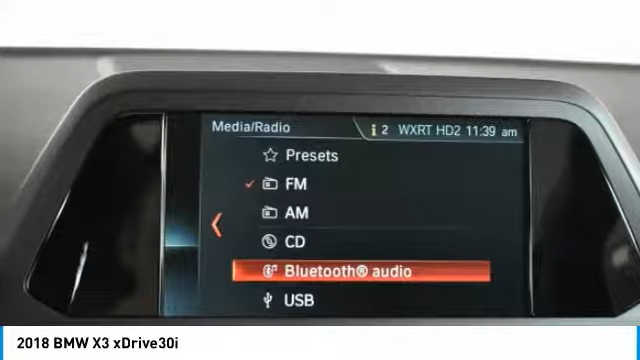 Media/Radio
2 WXRT HD2 11:39 am
Presets
FM
AM
CD
Bluetooth® audio
USB
2018 BMW X3 xDrive30i